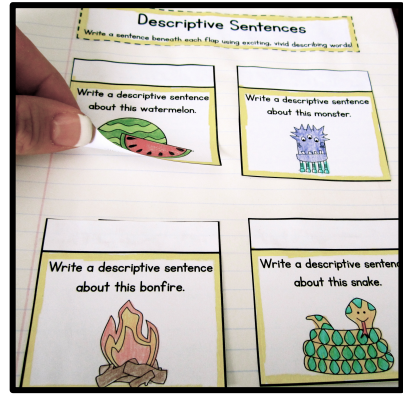 Descriptive Sentences
Write a sentence beneath each flap using exciting, vivid describing words!
Write a descriptive sentence
about this watermelon.
Write a descriptive sentence
about this monster.
Write a descriptive sentence
about this bonfire.
Write a descriptive senten
about this snake.